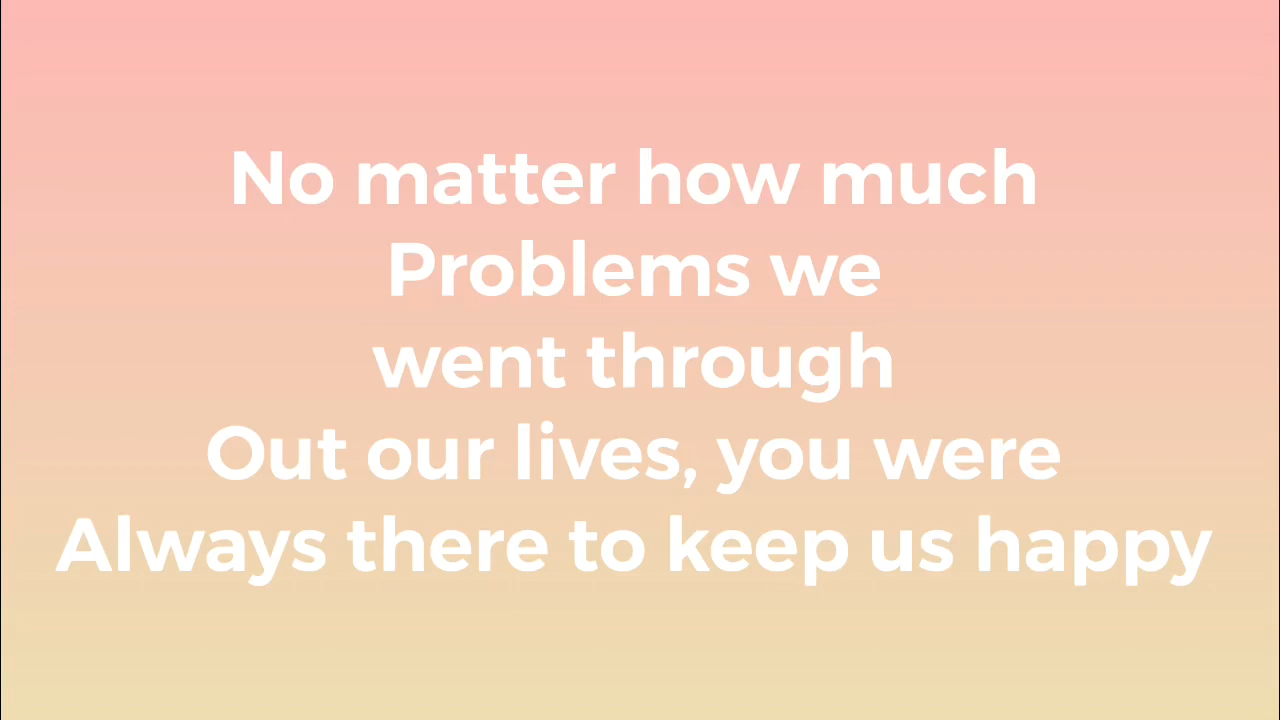 No matter how much
Problems we
went through
Out our lives, you were
Always there to keep us happy